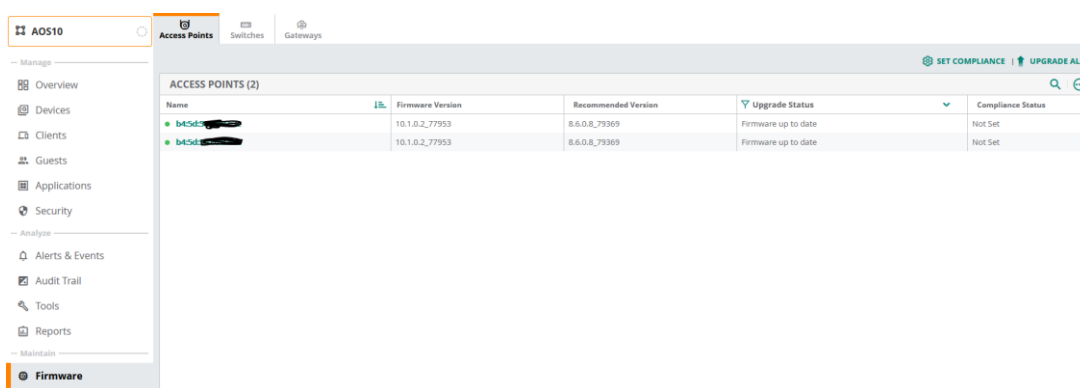 AOS10
Access Points
Switches
Gateways
Manage
SET COMPLIANCE
UPGRADE AL
Overview
ACCESS POINTS (2)
Name
Firmware Version
Recommended Version
Upgrade Status
Compliance Status
Devices
b4:5d:
10.1.0.2_77953
8.6.0.8_79369
Firmware up to date
Not Set
Clients
b4:5d:
10.1.0.2_77953
8.6.0.8_79369
Firmware up to date
Not Set
Guests
Applications
Security
Analyze
Alerts & Events
Audit Trail
Tools
Reports
Maintain
Firmware